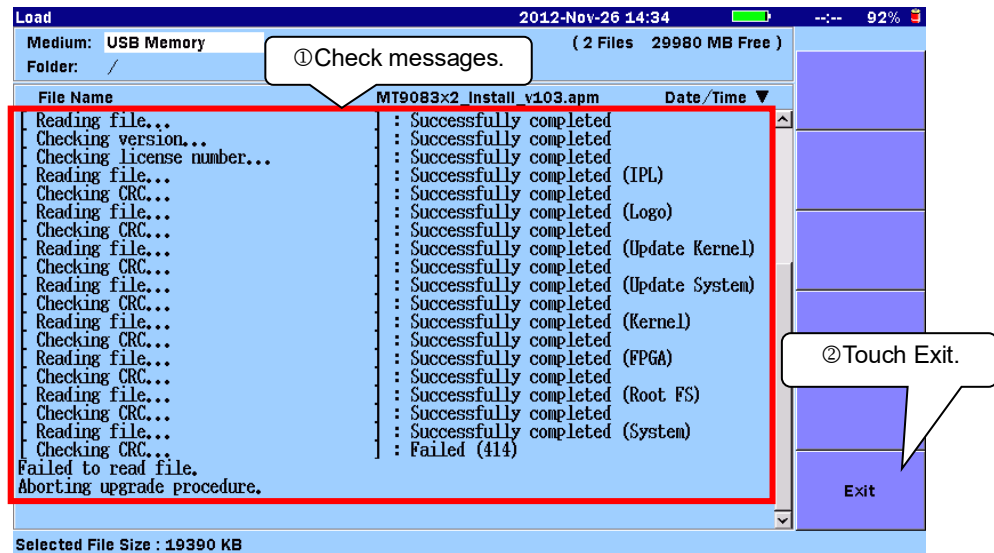 Load 2012-Nov-26 14:34 --:-- 92%
Medium: USB Memory ( 2 Files 29980 MB Free )
Folder: /
①Check messages.
File Name MT9083x2_Install_v103.apm Date/Time ▼
[ Reading file... ] : Successfully completed
[ Checking version... ] : Successfully completed
[ Checking license number... ] : Successfully completed
[ Reading file... ] : Successfully completed (IPL)
[ Checking CRC... ] : Successfully completed
[ Reading file... ] : Successfully completed (Logo)
[ Checking CRC... ] : Successfully completed
[ Reading file... ] : Successfully completed (Update Kernel)
[ Checking CRC... ] : Successfully completed
[ Reading file... ] : Successfully completed (Update System)
[ Checking CRC... ] : Successfully completed
[ Reading file... ] : Successfully completed (Kernel)
[ Checking CRC... ] : Successfully completed
[ Reading file... ] : Successfully completed (FPGA)
[ Checking CRC... ] : Successfully completed
[ Reading file... ] : Successfully completed (Root FS)
[ Checking CRC... ] : Successfully completed
[ Reading file... ] : Successfully completed (System)
[ Checking CRC... ] : Failed (414)
Failed to read file.
Aborting upgrade procedure.
②Touch Exit.
Exit
Selected File Size : 19390 KB